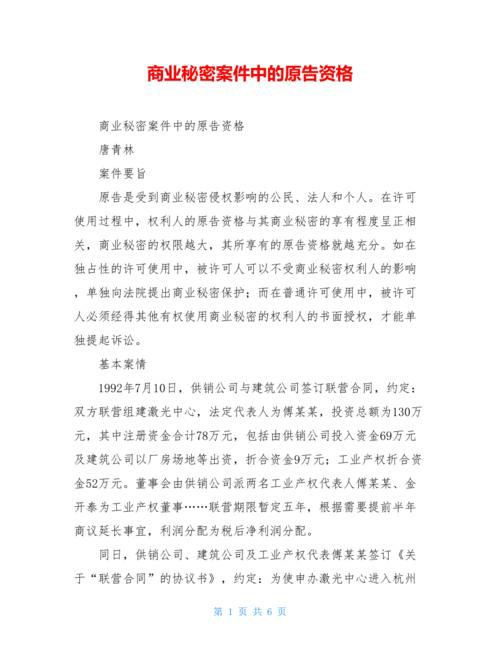 商业秘密案件中的原告资格
商业秘密案件中的原告资格
唐青林
案件要旨
原告是受到商业秘密侵权影响的公民、法人和个人。在许可
使用过程中，权利人的原告资格与其商业秘密的享有程度呈正相
关，商业秘密的权限越大，其所享有的原告资格就越充分。如在
独占性的许可使用中，被许可人可以不受商业秘密权利人的影响
，单独向法院提出商业秘密保护；而在普通许可使用中，被许可
人必须经得其他有权使用商业秘密的权利人的书面授权，才能单
独提起诉讼。
基本案情
1992年7月10日，供销公司与建筑公司签订联营合同，约定：
双方联营组建激光中心，法定代表人为傅某某，投资总额为130万
元，其中注册资金合计78万元，包括由供销公司投入资金69万元
及建筑公司以厂房场地等出资，折合资金9万元；工业产权折合资
金52万元。董事会由供销公司派两名工业产权代表人傅某某、金
开泰为工业产权董事……联营期限暂定五年，根据需要提前半年
商议延长事宜，利润分配为税后净利润分配。
同日，供销公司、建筑公司及工业产权代表傅某某签订《关
于“联营合同”的协议书》，约定：为使申办激光中心进入杭州
第 1 页 共 6 页